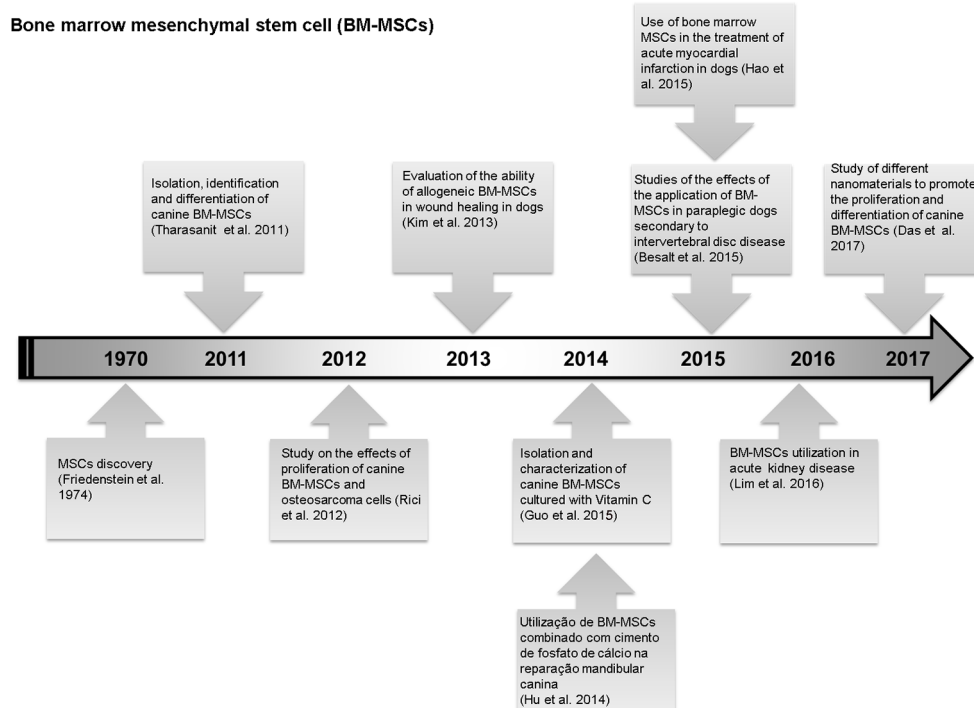 Bone marrow mesenchymal stem cell (BM-MSCs)
Use of bone marrow
MSCs in the treatment of
acute myocardial
infarction in dogs (Hao et
al. 2015)
Isolation, identification
and differentiation of
canine BM-MSCs
(Tharasanit et al. 2011)
Evaluation of the ability
of allogeneic BM-MSCs
in wound healing in dogs
(Kim et al. 2013)
Studies of the effects of
the application of BM-
MSCs in paraplegic dogs
secondary to
intervertebral disc disease
(Besalt et al. 2015)
Study of different
nanomaterials to promote
the proliferation and
differentiation of canine
BM-MSCs (Das et al.
2017)
1970 2011 2012 2013 2014 2015 2016 2017
MSCs discovery
(Friedenstein et al.
1974)
Study on the effects of
proliferation of canine
BM-MSCs and
osteosarcoma cells (Rici
et al. 2012)
Isolation and
characterization of
canine BM-MSCs
cultured with Vitamin C
(Guo et al. 2015)
BM-MSCs utilization in
acute kidney disease
(Lim et al. 2016)
Utilização de BM-MSCs
combinado com cimento
de fosfato de cálcio na
reparação mandibular
canina
(Hu et al. 2014)